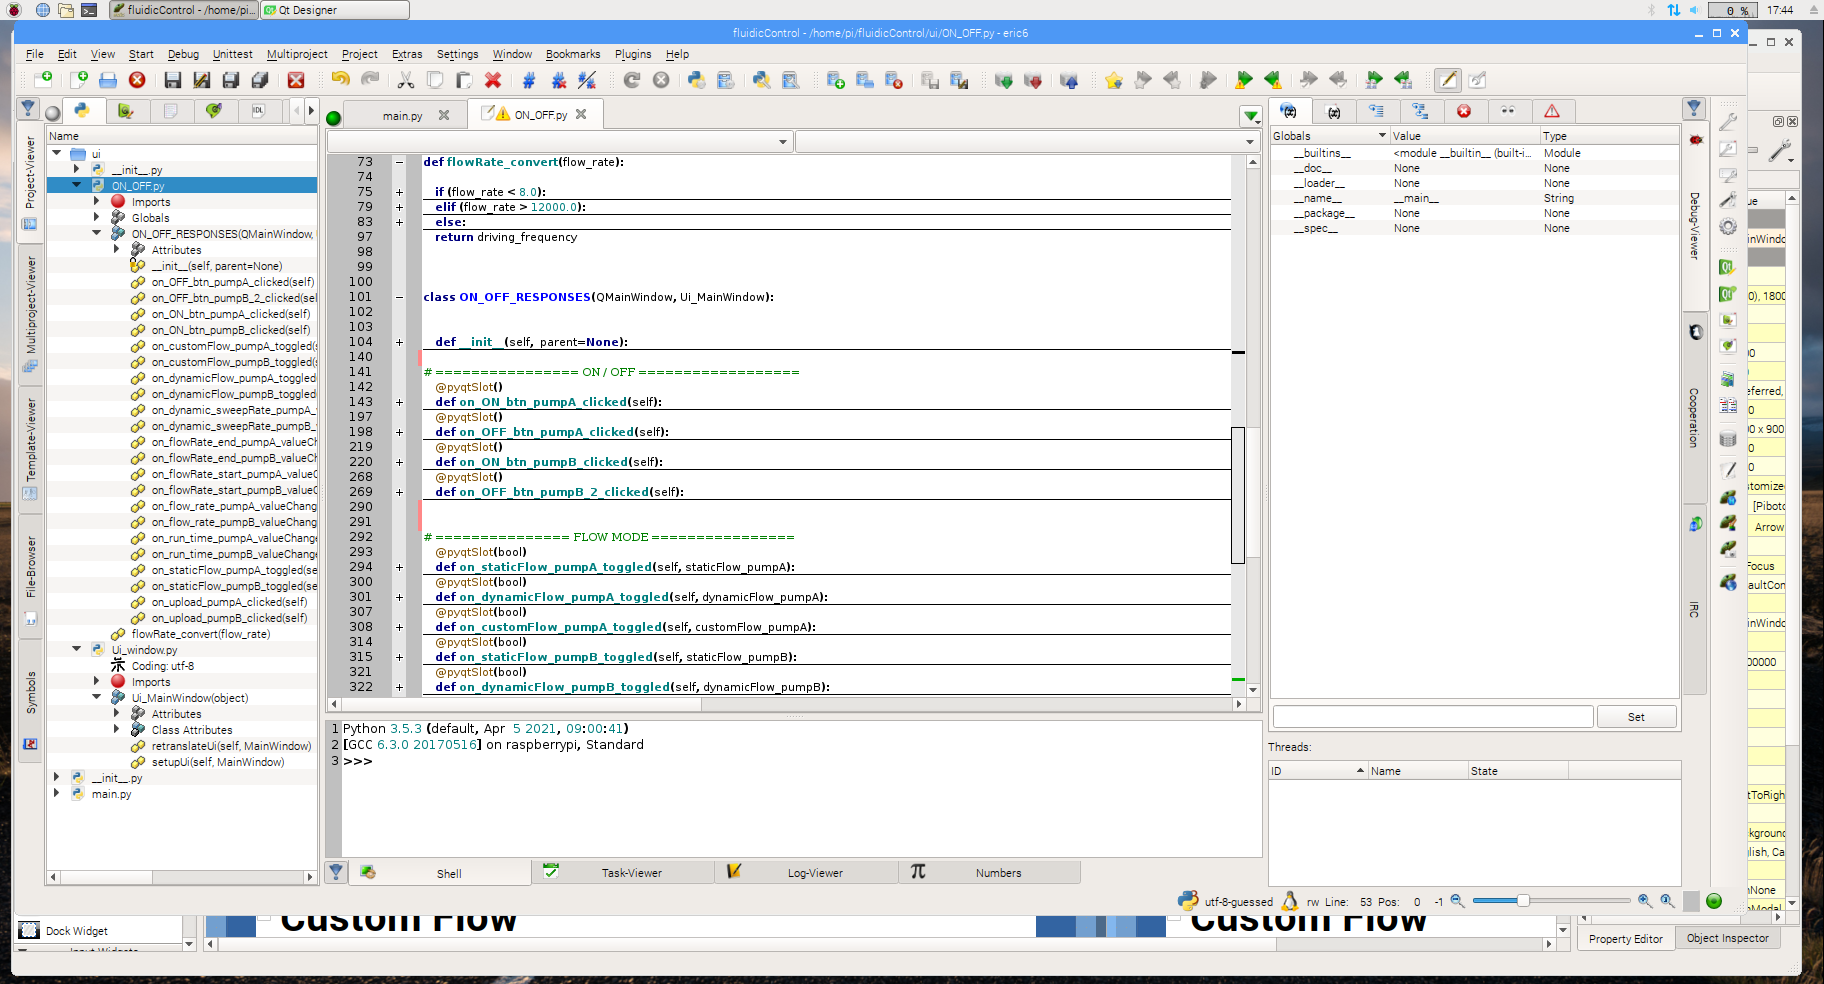 fluidicControl - /home/pi...
Qt Designer
0 %
17:44
fluidicControl - /home/pi/fluidicControl/ui/ON_OFF.py - eric6
File Edit View Start Debug Unittest Multiproject Project Extras Settings Window Bookmarks Plugins Help
IDL
main.py
ON_OFF.py
Name
Project-Viewer
Multiproject-Viewer
Template-Viewer
File-Browser
Symbols
ui
__init__.py
ON_OFF.py
Imports
Globals
ON_OFF_RESPONSES(QMainWindow,
Attributes
__init__(self, parent=None)
on_OFF_btn_pumpA_clicked(self)
on_OFF_btn_pumpB_2_clicked(sel
on_ON_btn_pumpA_clicked(self)
on_ON_btn_pumpB_clicked(self)
on_customFlow_pumpA_toggled(s
on_customFlow_pumpB_toggled(s
on_dynamicFlow_pumpA_toggled(
on_dynamicFlow_pumpB_toggled(
on_dynamic_sweepRate_pumpA_
on_dynamic_sweepRate_pumpB_
on_flowRate_end_pumpA_valueCh
on_flowRate_end_pumpB_valueCh
on_flowRate_start_pumpA_valueC
on_flowRate_start_pumpB_valueC
on_flow_rate_pumpA_valueChang
on_flow_rate_pumpB_valueChang
on_run_time_pumpA_valueChange
on_run_time_pumpB_valueChange
on_staticFlow_pumpA_toggled(se
on_staticFlow_pumpB_toggled(se
on_upload_pumpA_clicked(self)
on_upload_pumpB_clicked(self)
flowRate_convert(flow_rate)
Ui_window.py
Coding: utf-8
Imports
Ui_MainWindow(object)
Attributes
Class Attributes
retranslateUi(self, MainWindow)
setupUi(self, MainWindow)
__init__.py
main.py
73 def flowRate_convert(flow_rate):
74
75 if (flow_rate < 8.0):
79 elif (flow_rate > 12000.0):
83 else:
97 return driving_frequency
98
99
100
101 class ON_OFF_RESPONSES(QMainWindow, Ui_MainWindow):
102
103
104 def __init__(self, parent=None):
140
141 # ================ ON / OFF ==================
142 @pyqtSlot()
143 def on_ON_btn_pumpA_clicked(self):
197 @pyqtSlot()
198 def on_OFF_btn_pumpA_clicked(self):
219 @pyqtSlot()
220 def on_ON_btn_pumpB_clicked(self):
268 @pyqtSlot()
269 def on_OFF_btn_pumpB_2_clicked(self):
290
291
292 # =============== FLOW MODE ================
293 @pyqtSlot(bool)
294 def on_staticFlow_pumpA_toggled(self, staticFlow_pumpA):
300 @pyqtSlot(bool)
301 def on_dynamicFlow_pumpA_toggled(self, dynamicFlow_pumpA):
307 @pyqtSlot(bool)
308 def on_customFlow_pumpA_toggled(self, customFlow_pumpA):
314 @pyqtSlot(bool)
315 def on_staticFlow_pumpB_toggled(self, staticFlow_pumpB):
321 @pyqtSlot(bool)
322 def on_dynamicFlow_pumpB_toggled(self, dynamicFlow_pumpB):
1 Python 3.5.3 (default, Apr 5 2021, 09:00:41)
2 [GCC 6.3.0 20170516] on raspberrypi, Standard
3 >>>
Shell
Task-Viewer
Log-Viewer
Numbers
Globals Value Type
__builtins__ <module __builtin__ (built-i... Module
__doc__ None None
__loader__ None None
__name__ __main__ String
__package__ None None
__spec__ None None
Set
Threads:
ID Name State
Debug-Viewer
Cooperation
IRC
ue
inWindo
0), 1800
00
eferred,
0
00 x 900
0
0
stomized
[Piboto
Arrow
Focus
aultCon
inWindo
00000
tToRigh
kground
lish, Ca
nNone
nModal
utf-8-guessed rw Line: 53 Pos: 0 -1
Dock Widget
Input Widgets
Custom Flow
Custom Flow
Property Editor
Object Inspector